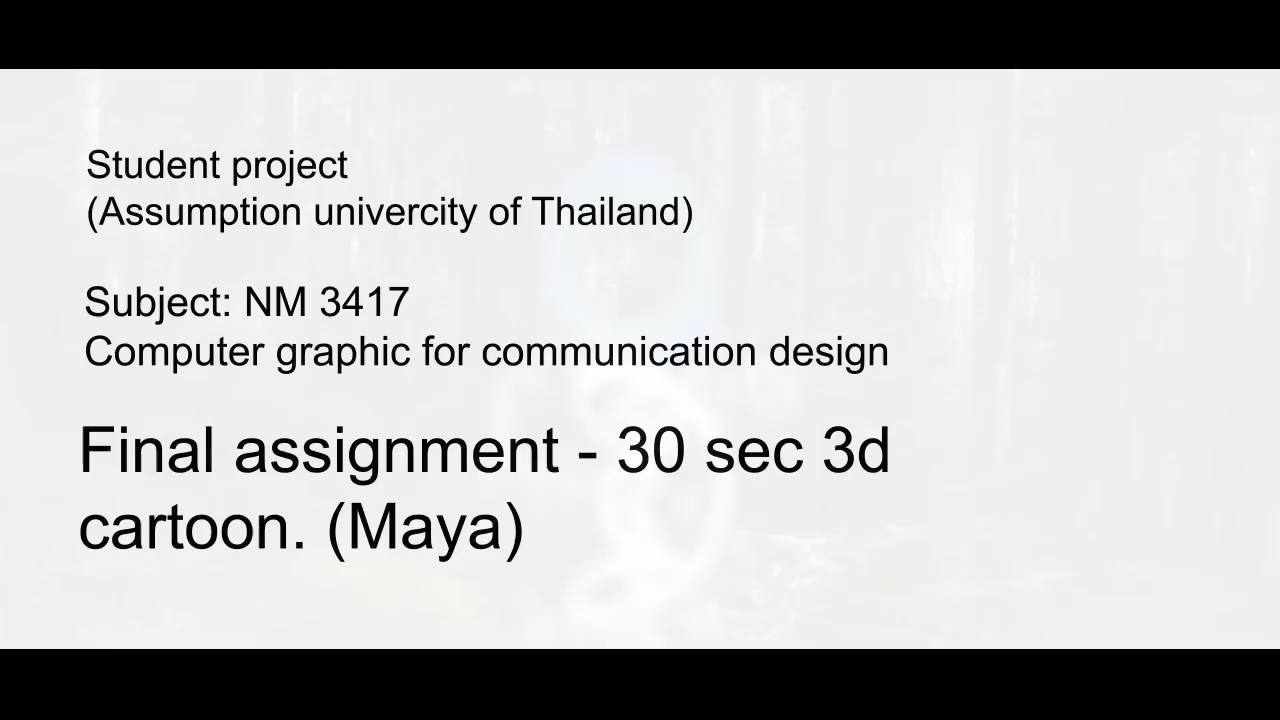 Student project
(Assumption univercity of Thailand)
Subject: NM 3417
Computer graphic for communication design
Final assignment - 30 sec 3d
cartoon. (Maya)